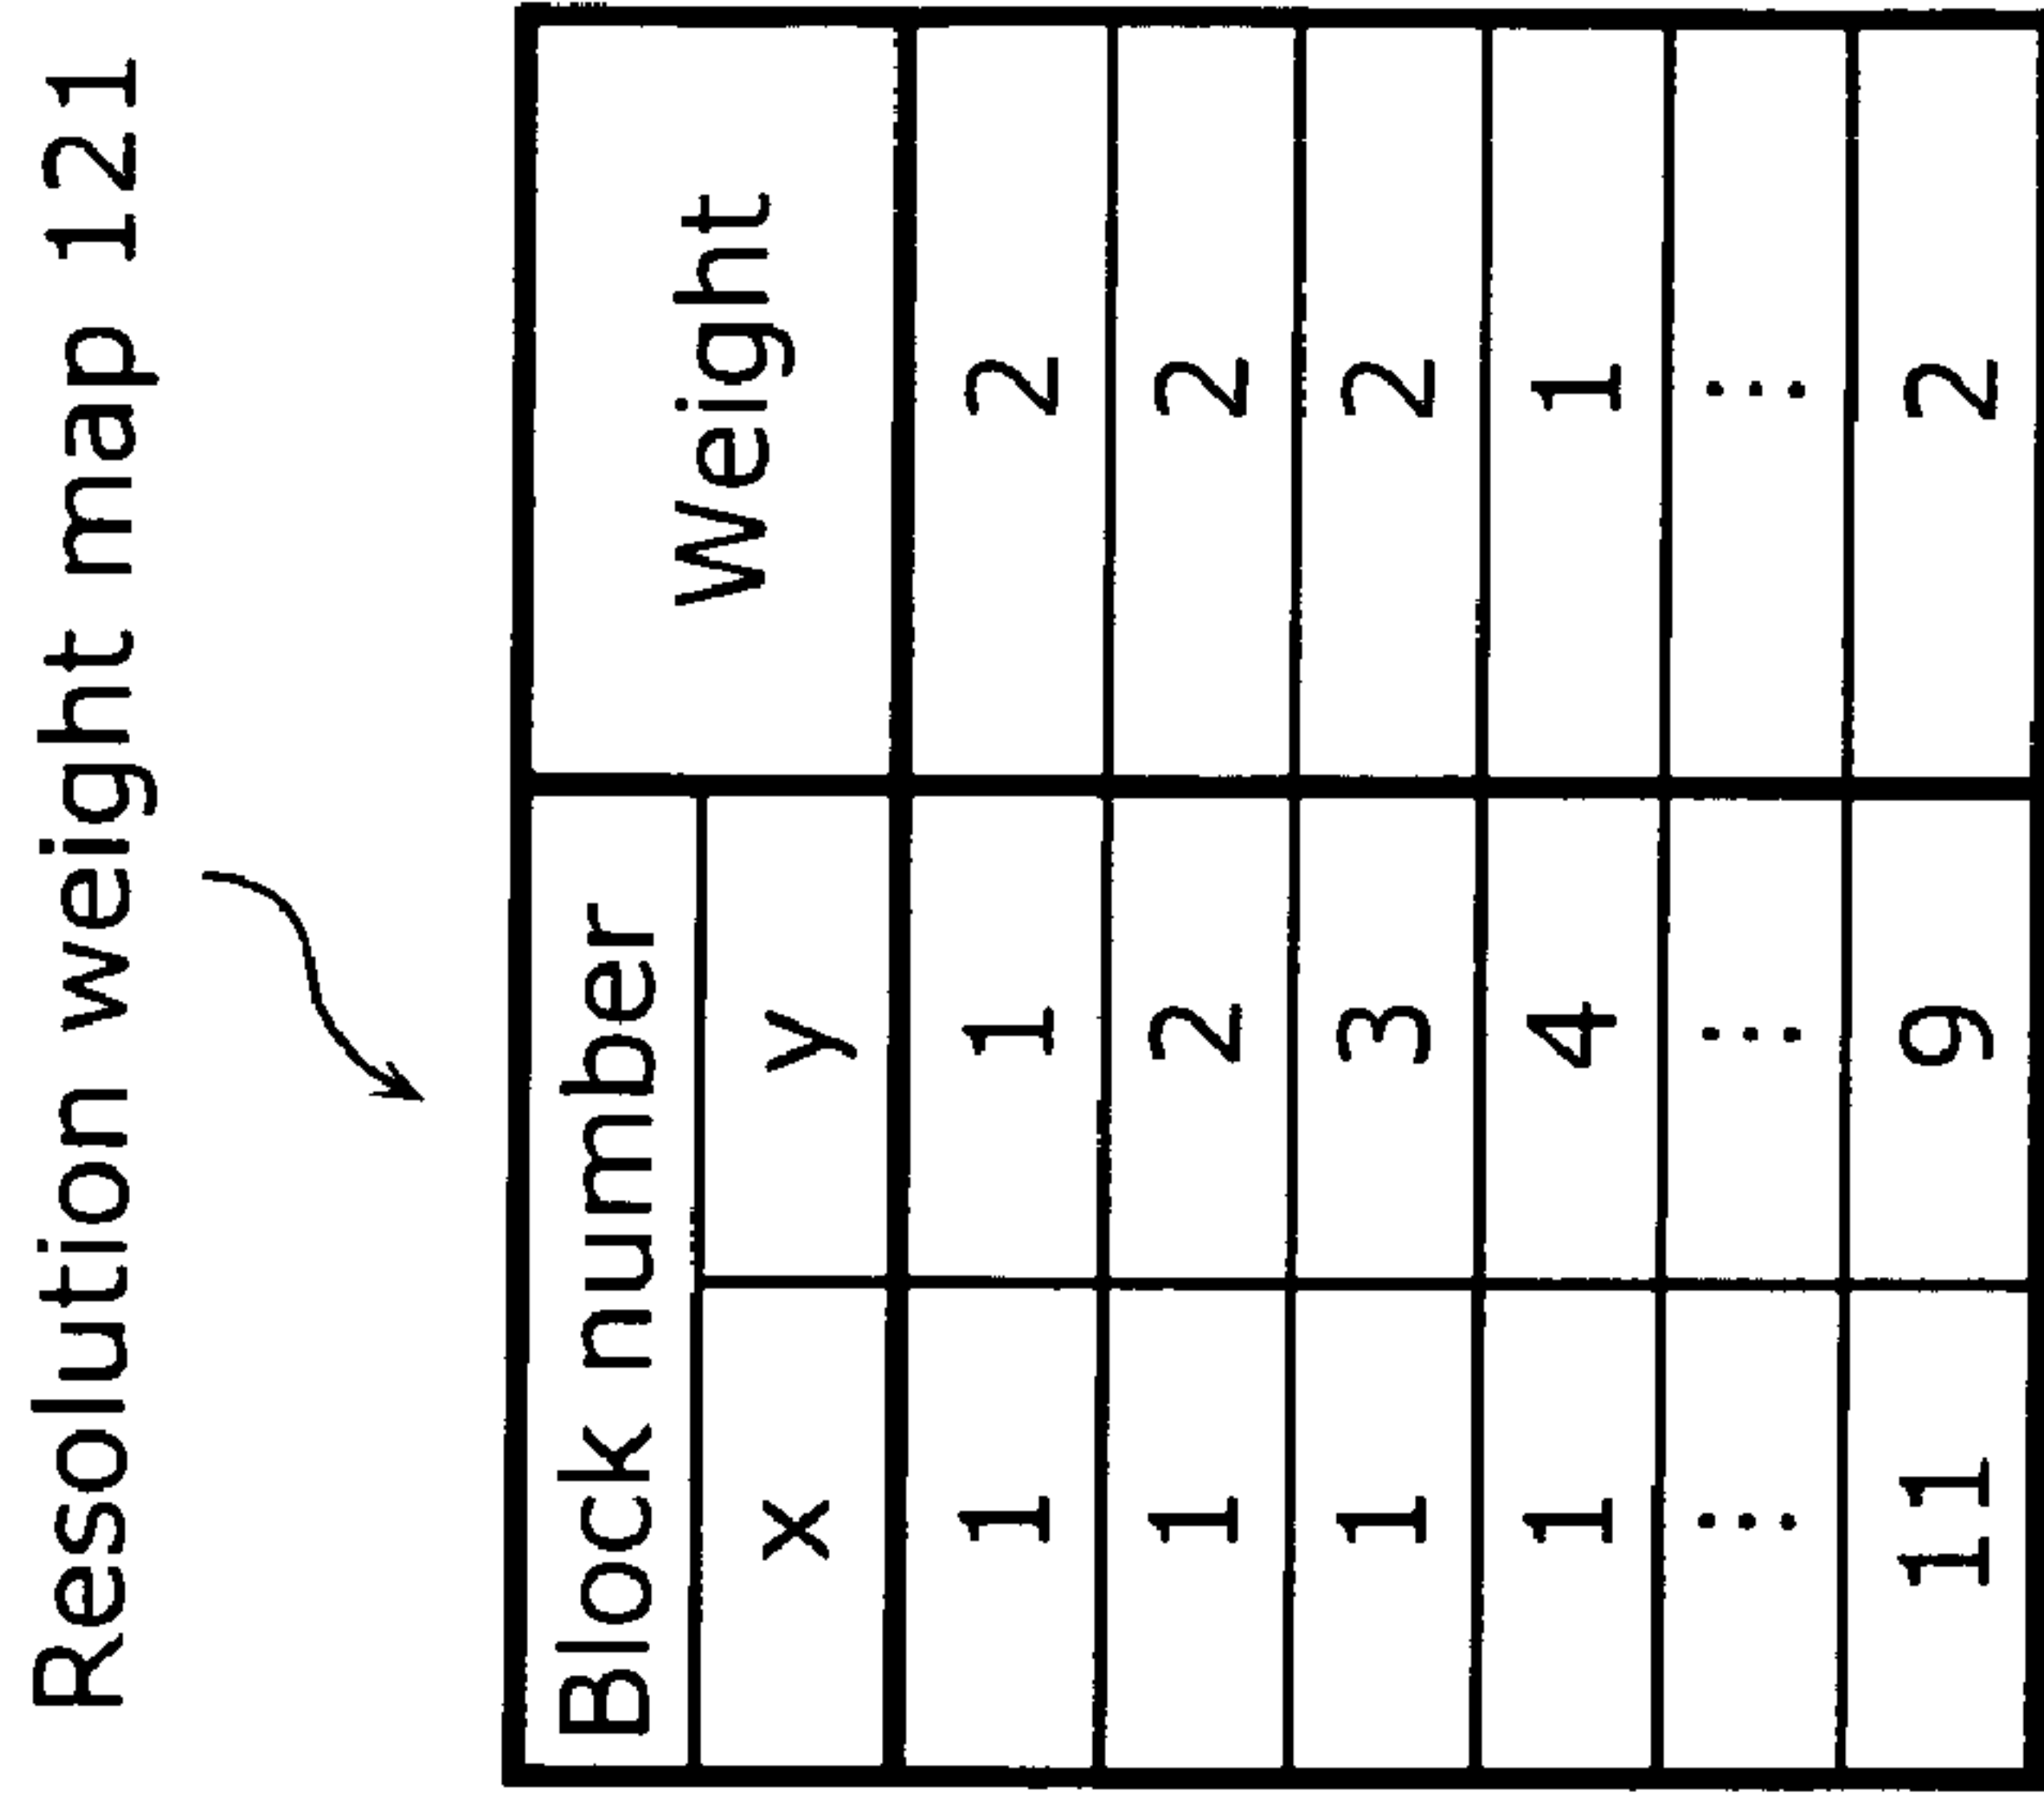 Resolution weight map 121
Block number Weight
x y
1 1 2
1 2 2
1 3 2
1 4 1
⋮ ⋮ ⋮
11 9 2